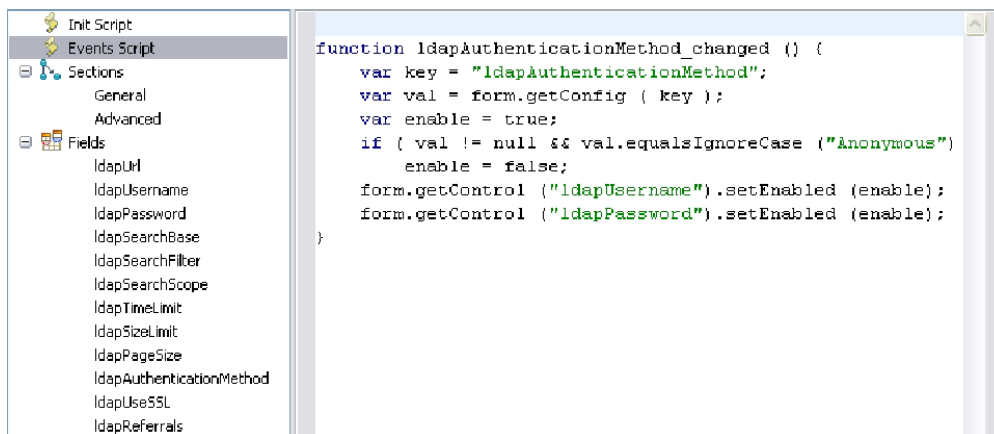 Init Script
Events Script
Sections
General
Advanced
Fields
ldapUrl
ldapUsername
ldapPassword
ldapSearchBase
ldapSearchFilter
ldapSearchScope
ldapTimeLimit
ldapSizeLimit
ldapPageSize
ldapAuthenticationMethod
ldapUseSSL
ldapReferrals
function ldapAuthenticationMethod_changed () {
    var key = "ldapAuthenticationMethod";
    var val = form.getConfig ( key );
    var enable = true;
    if ( val != null && val.equalsIgnoreCase ("Anonymous")
        enable = false;
    form.getControl ("ldapUsername").setEnabled (enable);
    form.getControl ("ldapPassword").setEnabled (enable);
}